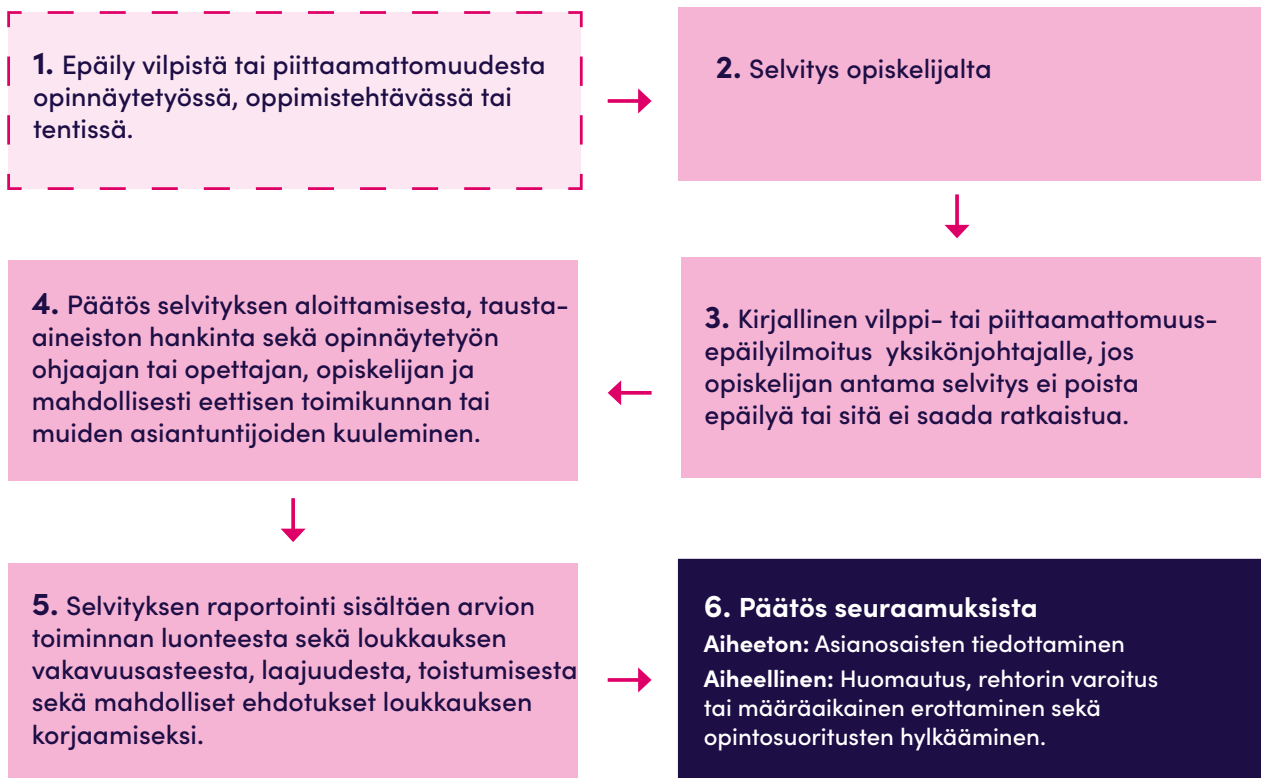 1. Epäily vilpistä tai piittaamattomuudesta
opinnäytetyössä, oppimistehtävässä tai
tentissä.
2. Selvitys opiskelijalta
3. Kirjallinen vilppi- tai piittaamattomuus-
epäilyilmoitus yksikönjohtajalle, jos
opiskelijan antama selvitys ei poista
epäilyä tai sitä ei saada ratkaistua.
4. Päätös selvityksen aloittamisesta, tausta-
aineiston hankinta sekä opinnäytetyön
ohjaajan tai opettajan, opiskelijan ja
mahdollisesti eettisen toimikunnan tai
muiden asiantuntijoiden kuuleminen.
5. Selvityksen raportointi sisältäen arvion
toiminnan luonteesta sekä loukkauksen
vakavuusasteesta, laajuudesta, toistumisesta
sekä mahdolliset ehdotukset loukkauksen
korjaamiseksi.
6. Päätös seuraamuksista
Aiheeton: Asianosaisten tiedottaminen
Aiheellinen: Huomautus, rehtorin varoitus
tai määräaikainen erottaminen sekä
opintosuoritusten hylkääminen.